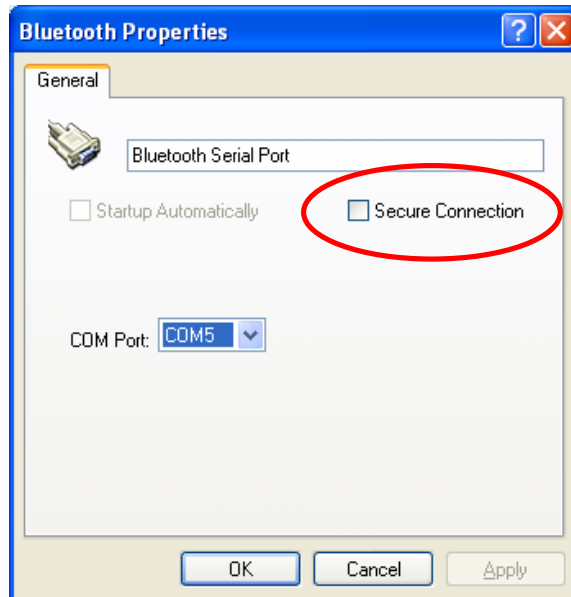 Bluetooth Properties
General
Bluetooth Serial Port
Startup Automatically
Secure Connection
COM Port: COM5
OK Cancel Apply